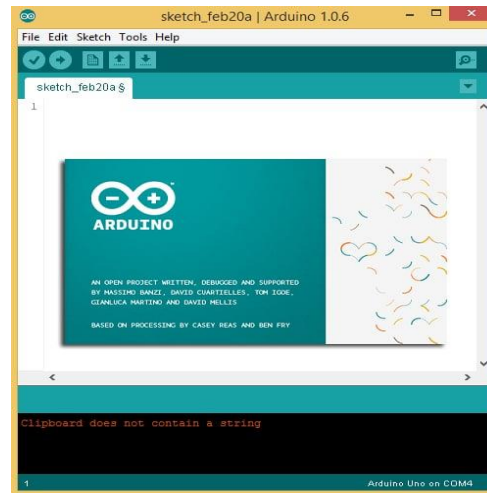 sketch_feb20a | Arduino 1.0.6
File Edit Sketch Tools Help
sketch_feb20a §
1
ARDUINO
AN OPEN PROJECT WRITTEN, DEBUGGED AND SUPPORTED
BY MASSIMO BANZI, DAVID CUARTIELLES, TOM IGOE,
GIANLUCA MARTINO AND DAVID MELLIS
BASED ON PROCESSING BY CASEY REAS AND BEN FRY
Clipboard does not contain a string
1 Arduino Uno on COM4